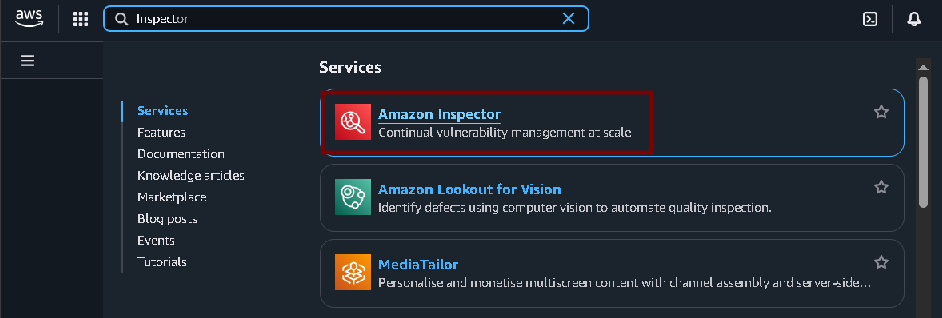 aws
Inspector
Services
Services
Features
Documentation
Knowledge articles
Marketplace
Blog posts
Events
Tutorials
Amazon Inspector
Continual vulnerability management at scale
Amazon Lookout for Vision
Identify defects using computer vision to automate quality inspection.
MediaTailor
Personalise and monetise multiscreen content with channel assembly and server-side...